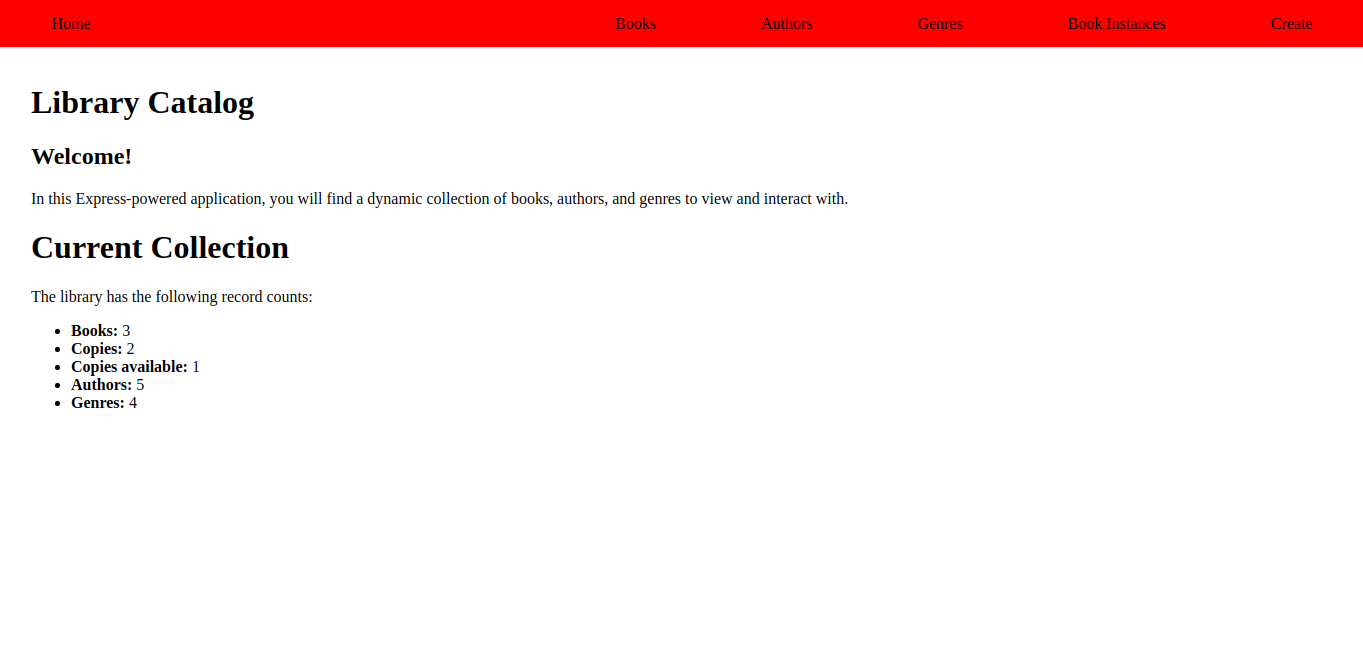 Home Books Authors Genres Book Instances Create
Library Catalog
Welcome!
In this Express-powered application, you will find a dynamic collection of books, authors, and genres to view and interact with.
Current Collection
The library has the following record counts:
• Books: 3
• Copies: 2
• Copies available: 1
• Authors: 5
• Genres: 4